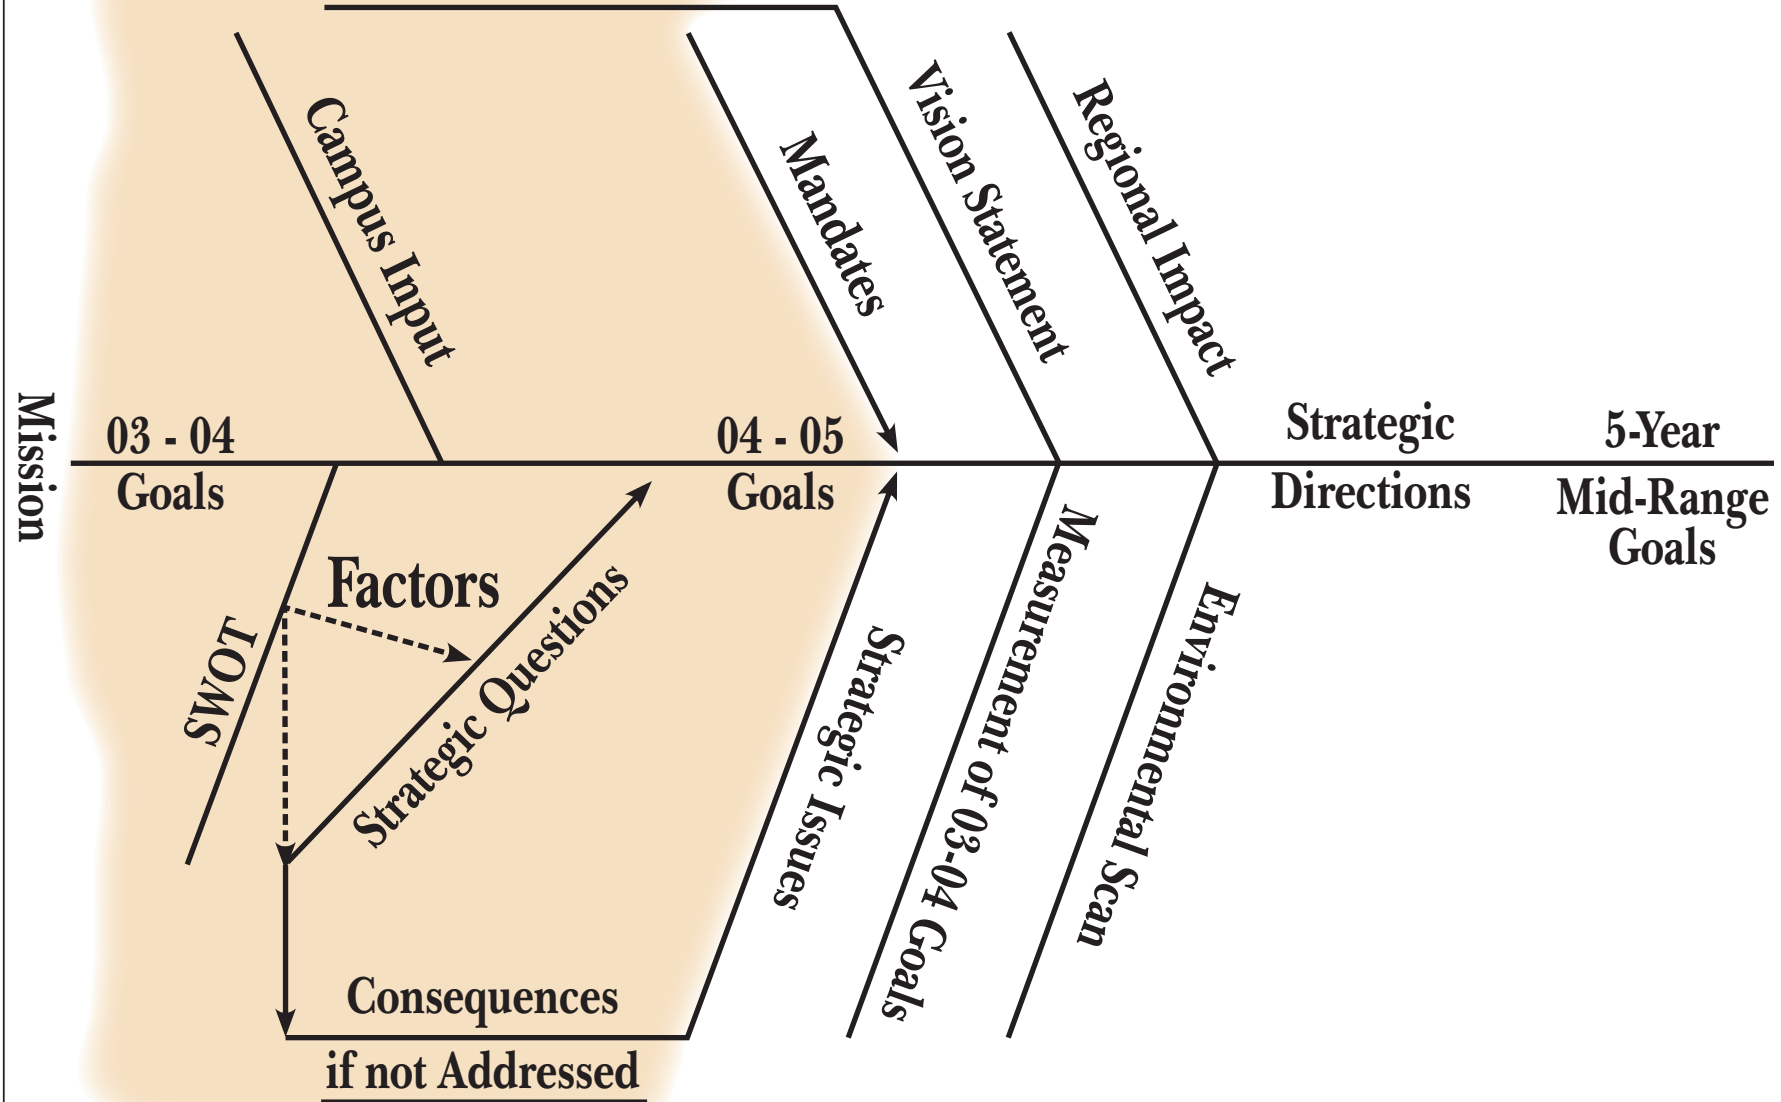 Campus Input
Mandates
Vision Statement
Regional Impact
Mission
03 - 04
Goals
04 - 05
Goals
Strategic
Directions
5-Year
Mid-Range
Goals
SWOT
Factors
Strategic Questions
Strategic Issues
Measurement of 03-04 Goals
Environmental Scan
Consequences
if not Addressed